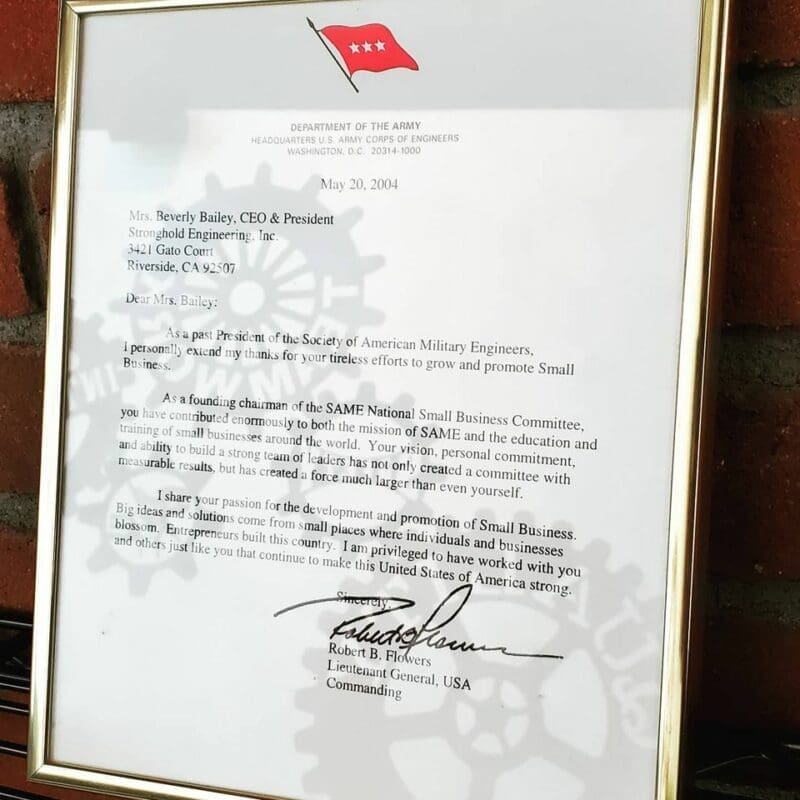 DEPARTMENT OF THE ARMY
HEADQUARTERS U.S. ARMY CORPS OF ENGINEERS
WASHINGTON, D.C. 20314-1000
May 20, 2004
Mrs. Beverly Bailey, CEO & President
Stronghold Engineering, Inc.
3421 Gato Court
Riverside, CA 92507
Dear Mrs. Bailey:
As a past President of the Society of American Military Engineers,
I personally extend my thanks for your tireless efforts to grow and promote Small
Business.
As a founding chairman of the SAME National Small Business Committee,
you have contributed enormously to both the mission of SAME and the education and
training of small businesses around the world. Your vision, personal commitment,
and ability to build a strong team of leaders has not only created a committee with
measurable results, but has created a force much larger than even yourself.
I share your passion for the development and promotion of Small Business.
Big ideas and solutions come from small places where individuals and businesses
blossom. Entrepreneurs built this country. I am privileged to have worked with you
and others just like you that continue to make this United States of America strong.
Sincerely,
Robert B. Flowers
Robert B. Flowers
Lieutenant General, USA
Commanding